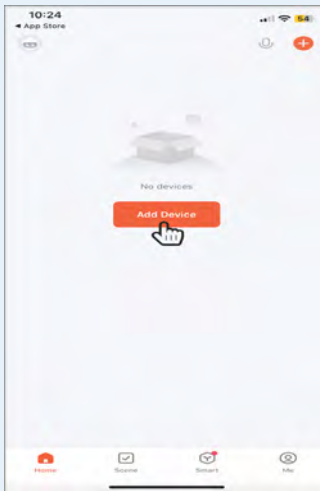 10:24
54
◀ App Store
No devices
Add Device
Home
Scene
Smart
Me